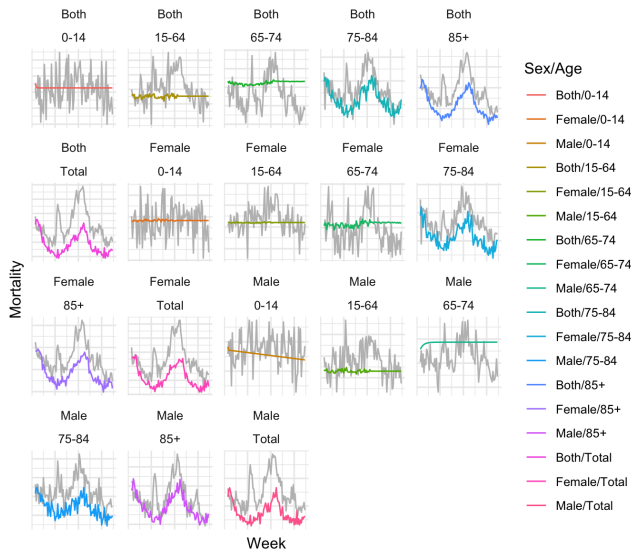 Both
0-14
Both
15-64
Both
65-74
Both
75-84
Both
85+
Both
Total
Female
0-14
Female
15-64
Female
65-74
Female
75-84
Female
85+
Female
Total
Male
0-14
Male
15-64
Male
65-74
Male
75-84
Male
85+
Male
Total
Mortality
Week
Sex/Age
Both/0-14
Female/0-14
Male/0-14
Both/15-64
Female/15-64
Male/15-64
Both/65-74
Female/65-74
Male/65-74
Both/75-84
Female/75-84
Male/75-84
Both/85+
Female/85+
Male/85+
Both/Total
Female/Total
Male/Total